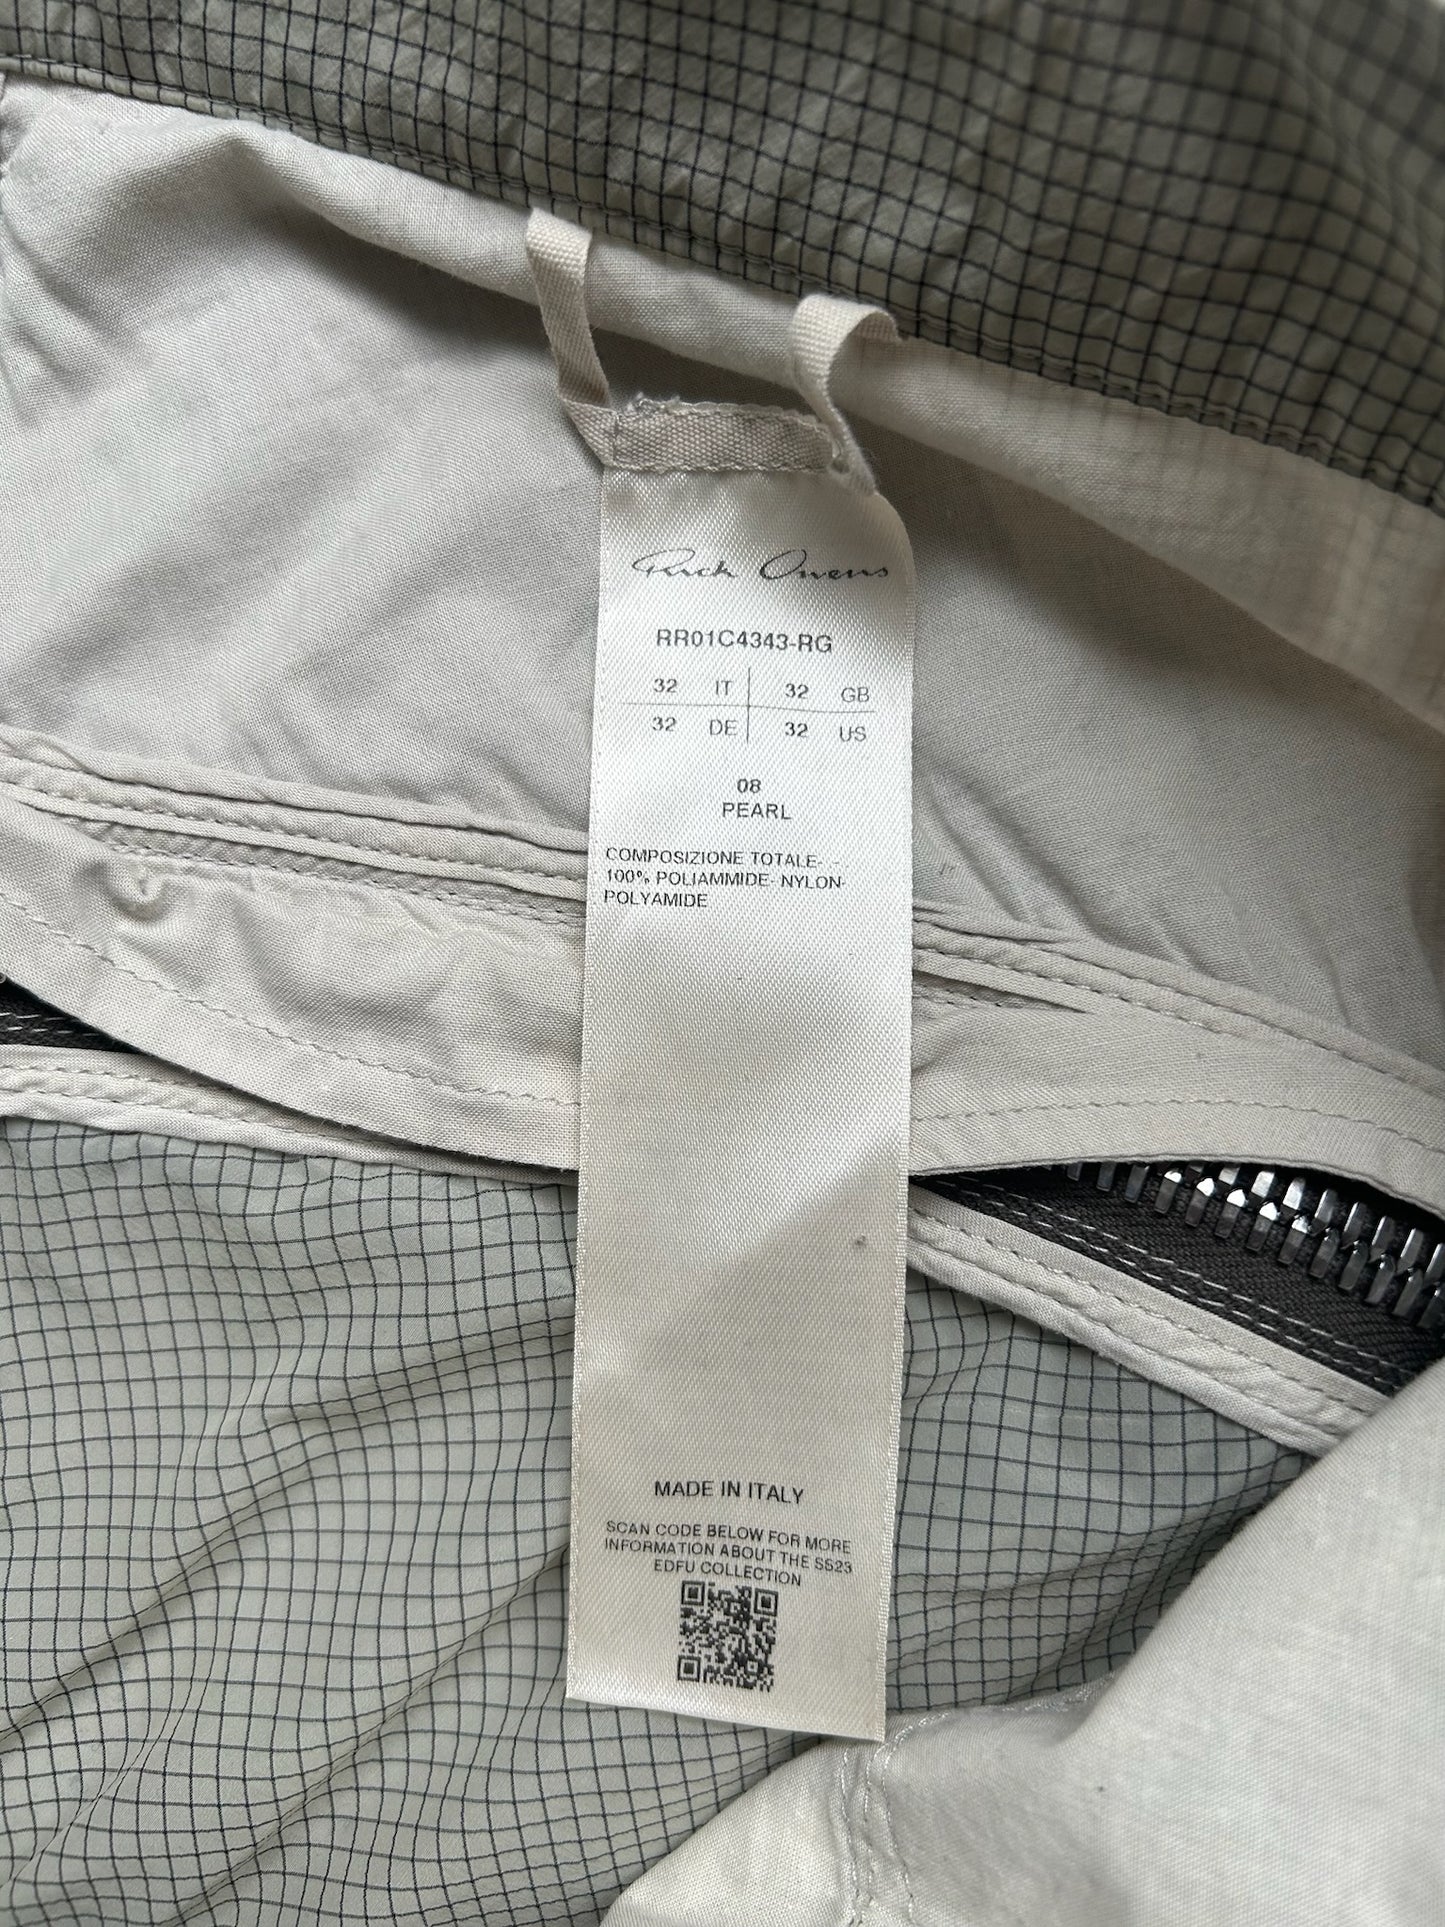 Rick Owens
RR01C4343-RG
32 IT 32 GB
32 DE 32 US
08
PEARL
COMPOSIZIONE TOTALE- -
100% POLIAMMIDE- NYLON-
POLYAMIDE
MADE IN ITALY
SCAN CODE BELOW FOR MORE
INFORMATION ABOUT THE SS23
EDFU COLLECTION